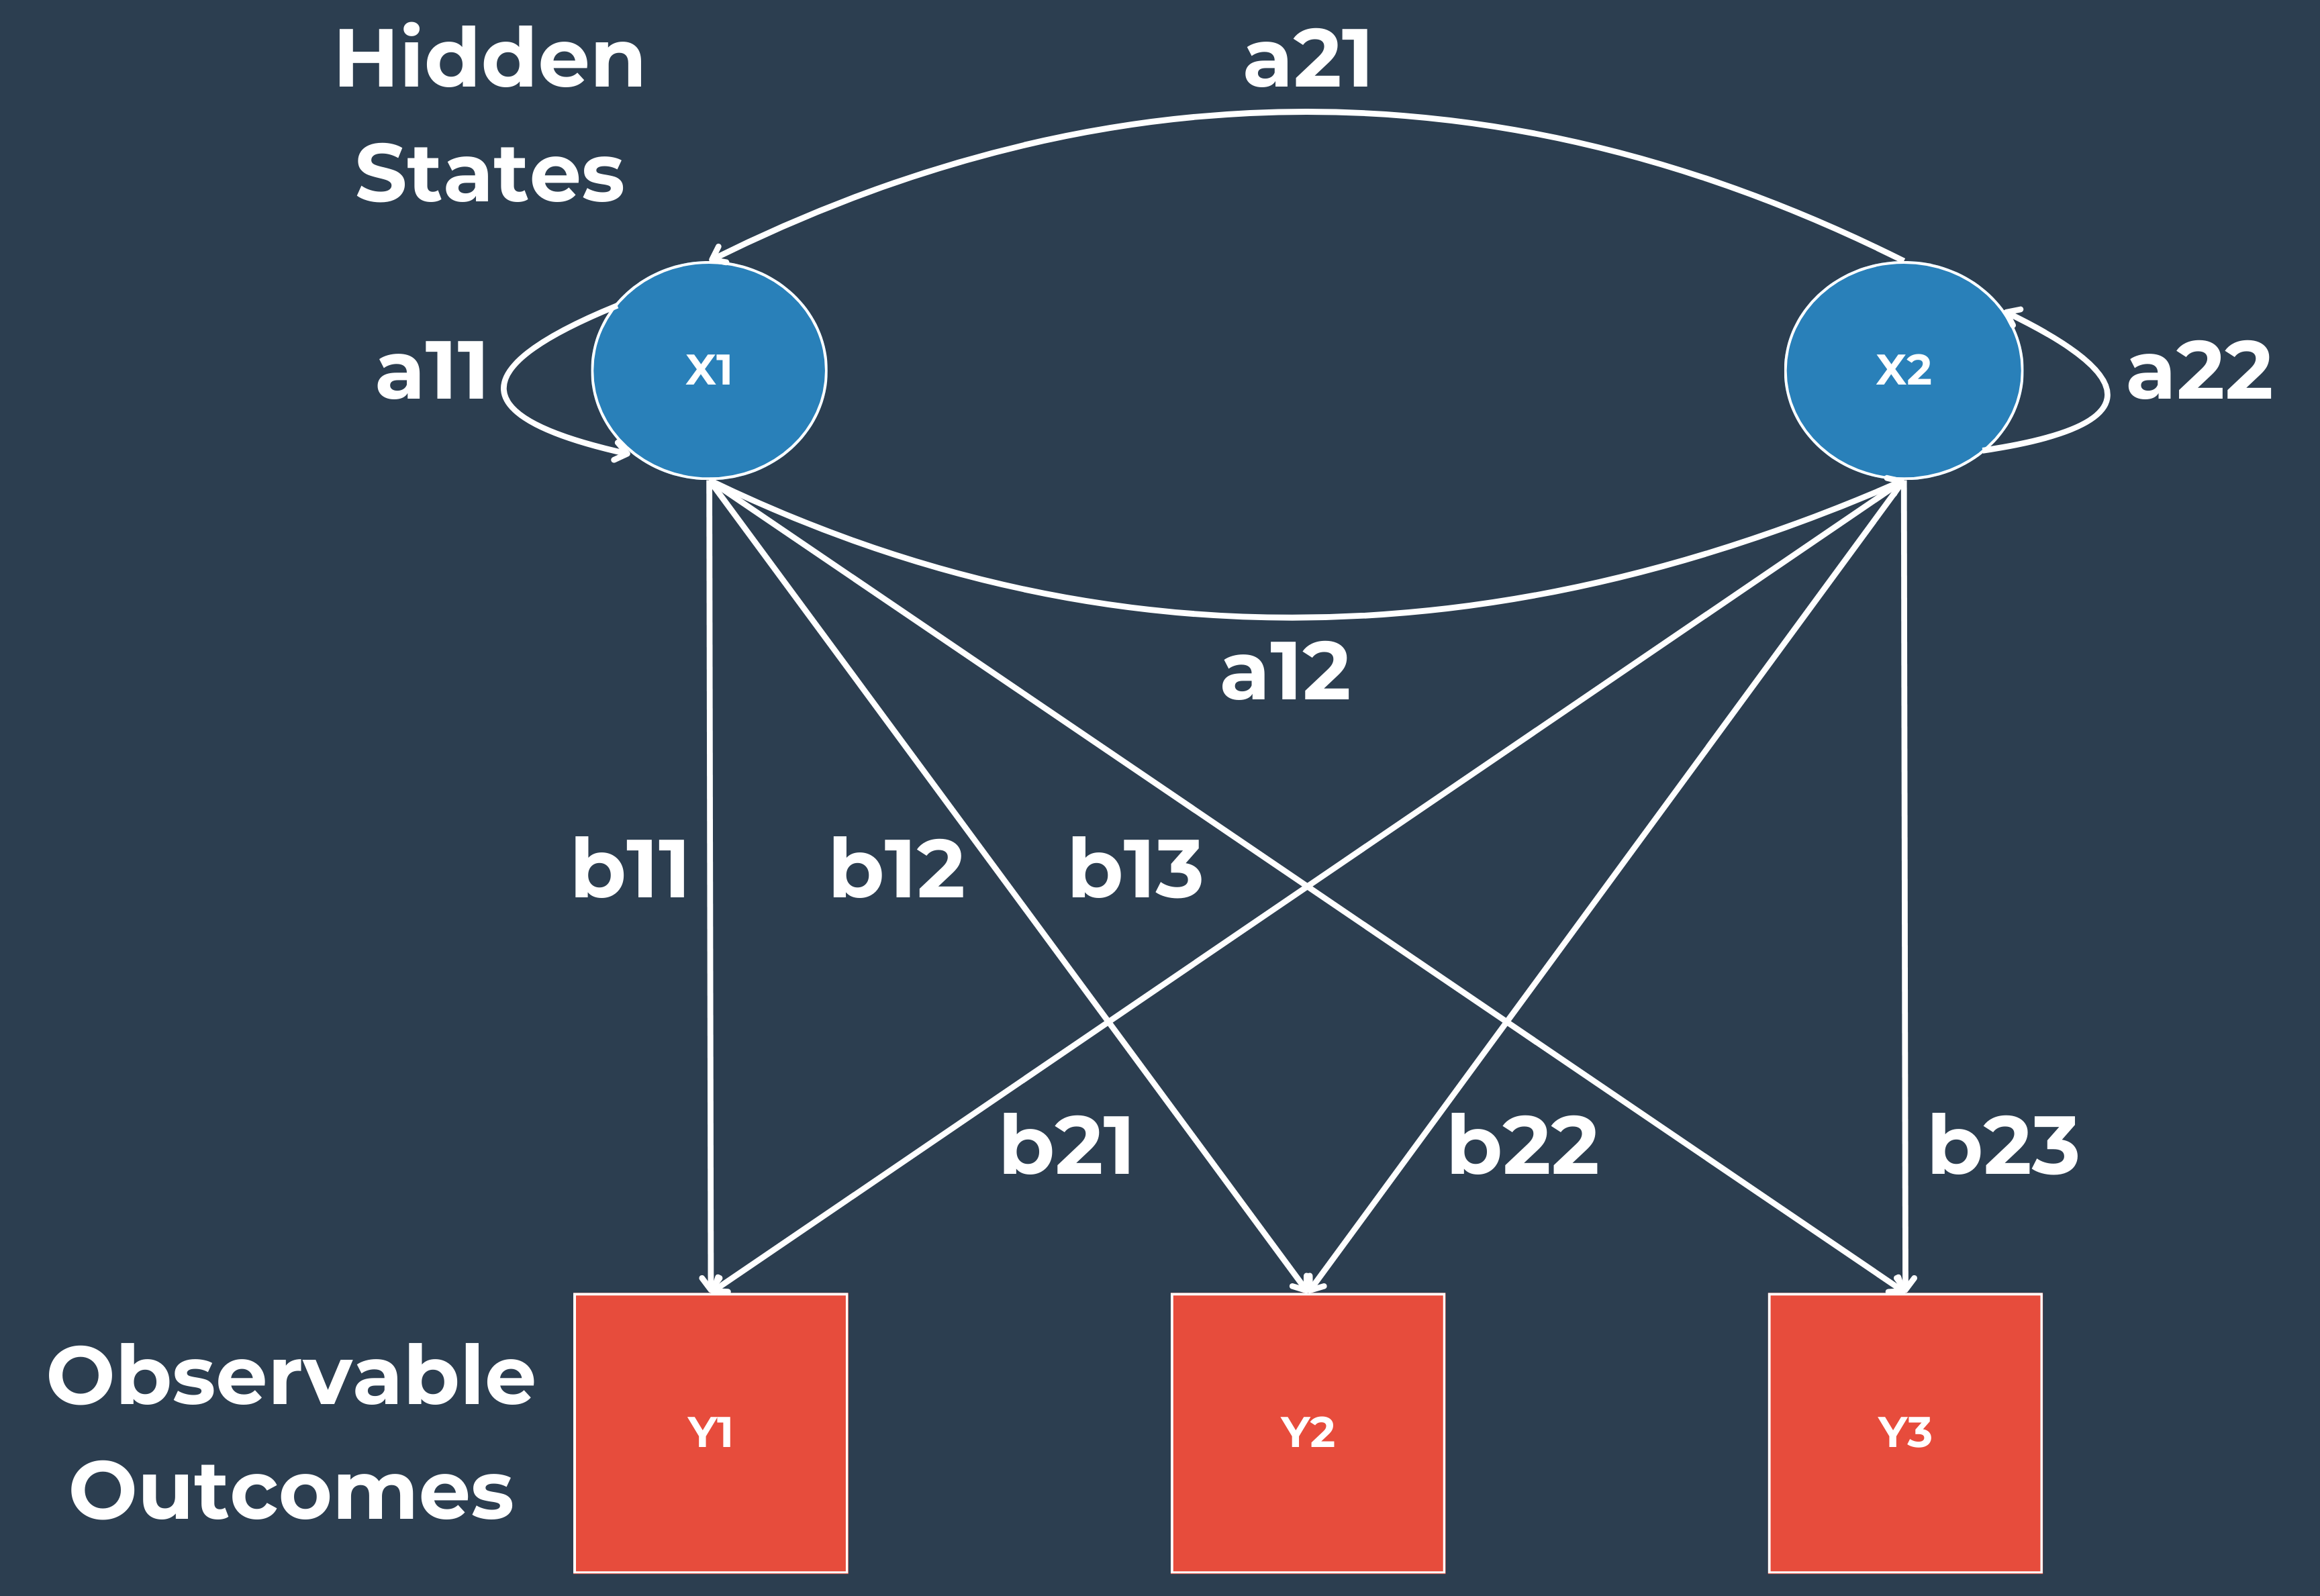 Hidden
States
a21
a11
X1
X2
a22
a12
b11
b12
b13
b21
b22
b23
Observable
Outcomes
Y1
Y2
Y3